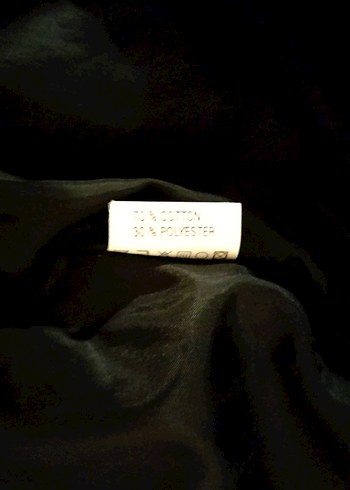 70 % COTTON
30 % POLYESTER